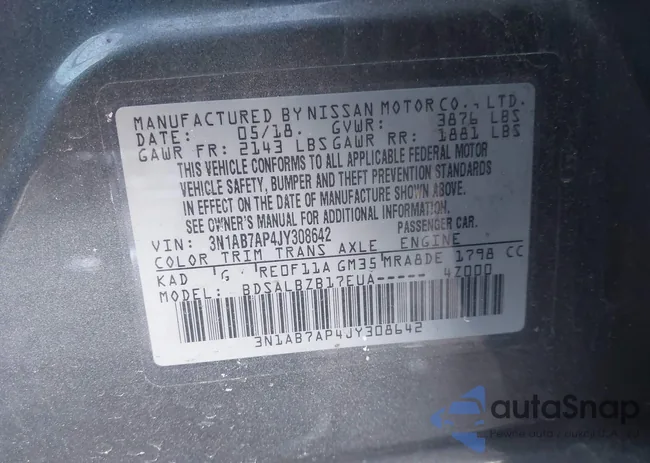 MANUFACTURED BY NISSAN MOTOR CO., LTD.
DATE: 05/18. GVWR: 3876 LBS
GAWR FR: 2143 LBS GAWR RR: 1881 LBS
THIS VEHICLE CONFORMS TO ALL APPLICABLE FEDERAL MOTOR
VEHICLE SAFETY, BUMPER AND THEFT PREVENTION STANDARDS
IN EFFECT ON THE DATE OF MANUFACTURE SHOWN ABOVE.
SEE OWNER'S MANUAL FOR ADDITIONAL INFORMATION.
VIN: 3N1AB7AP4JY308642 PASSENGER CAR.
COLOR TRIM TRANS AXLE ENGINE
KAD G RE0F11A GM35 MRA8DE 1798 CC
MODEL: BDSALBZB17EUA----- 4Z000
3N1AB7AP4JY308642
autaSnap